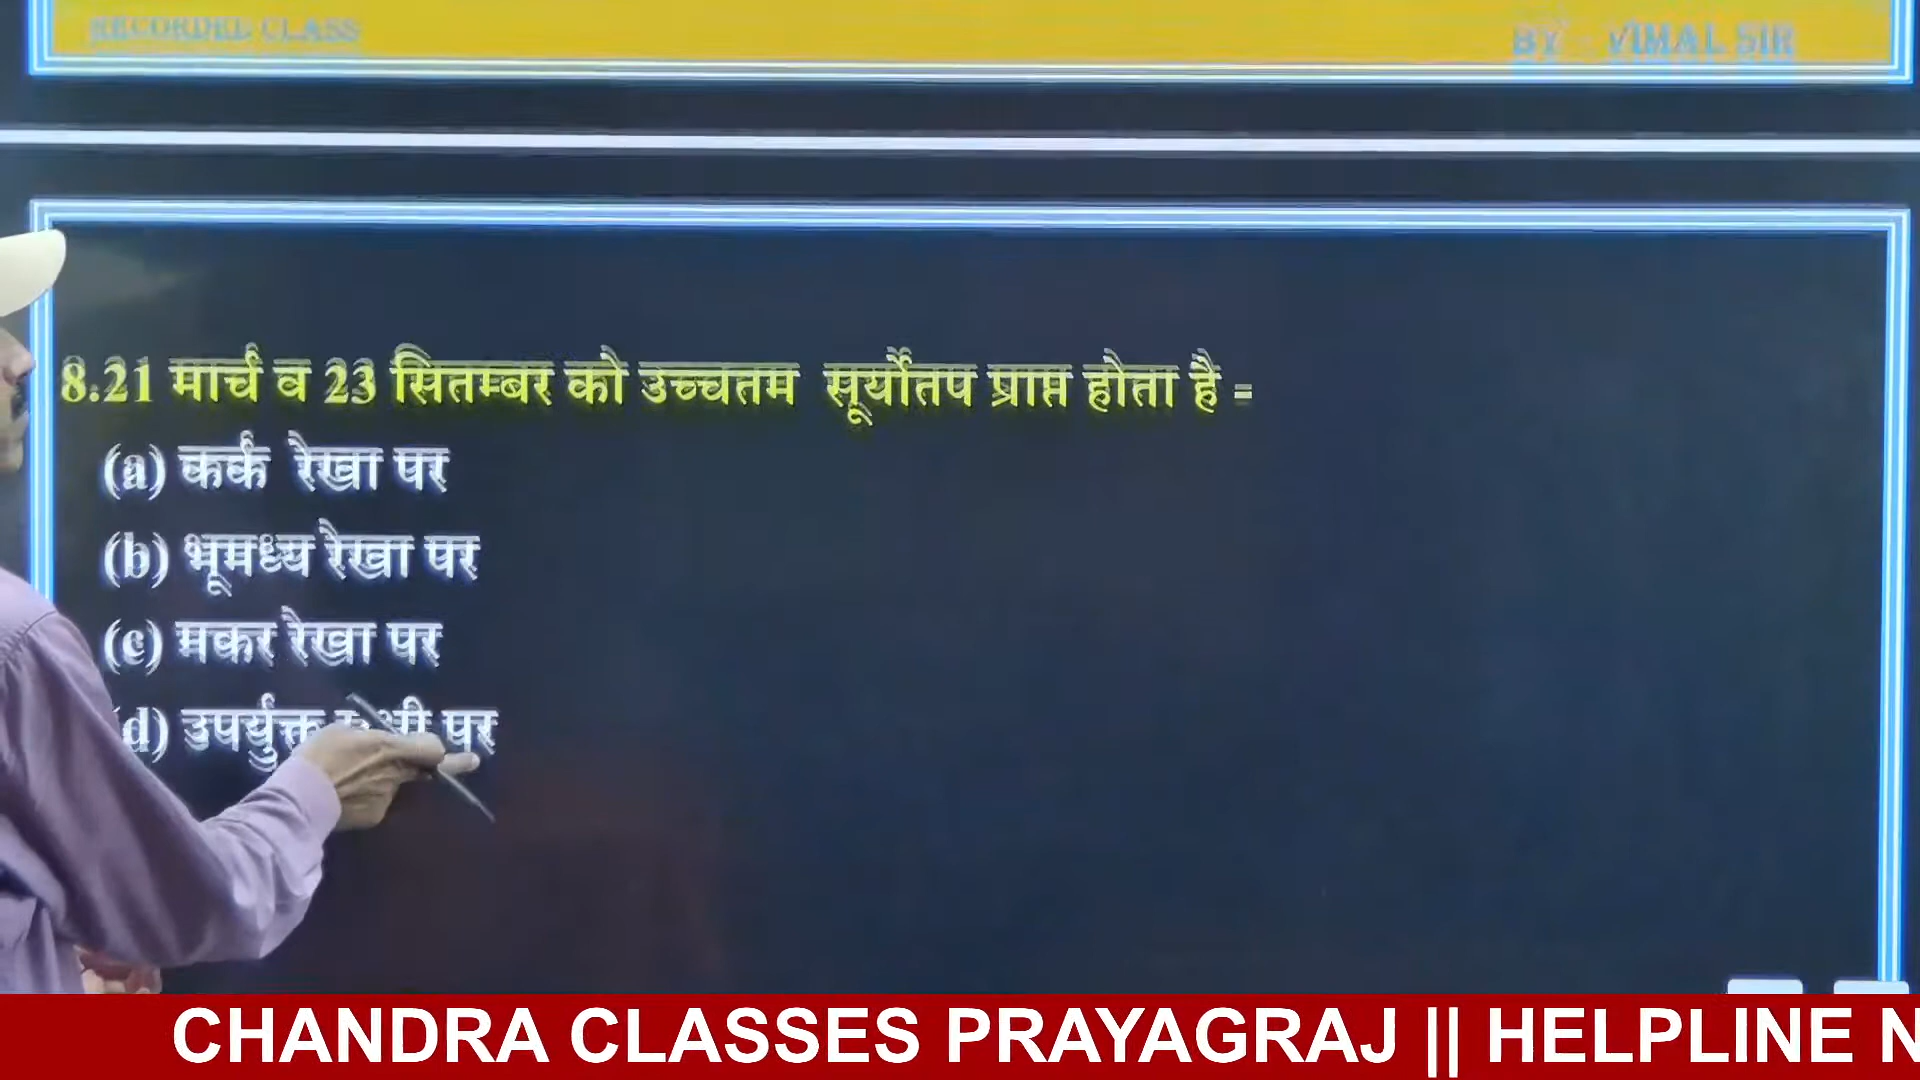 RECORDEL CLASS
BY - VIMAL SIR
8.21 मार्च व 23 सितम्बर को उच्चतम सूर्यातप प्राप्त होता है =
(a) कर्क रेखा पर
(b) भूमध्य रेखा पर
(c) मकर रेखा पर
(d) उपर्युक्त सभी पर
CHANDRA CLASSES PRAYAGRAJ || HELPLINE N